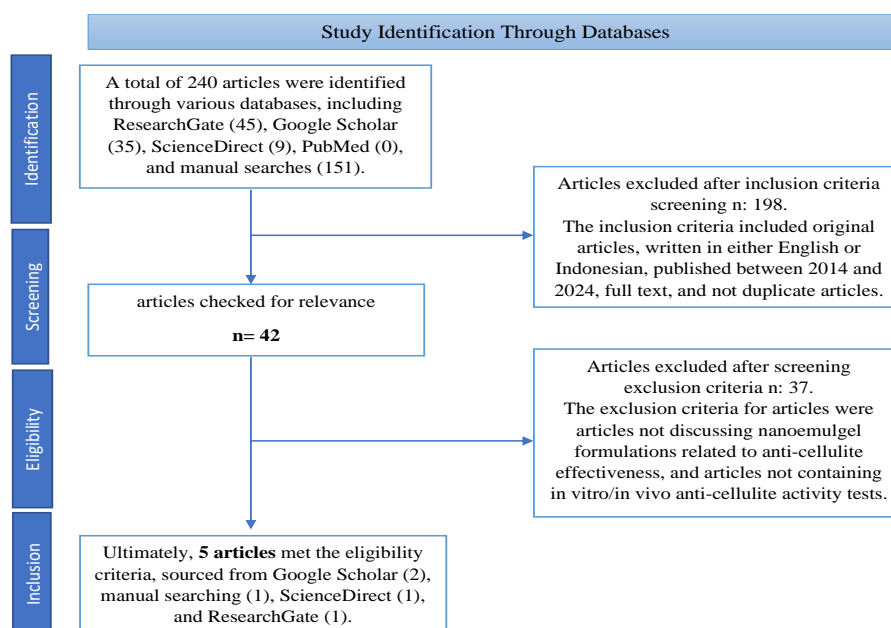 Study Identification Through Databases
Identification
A total of 240 articles were identified
through various databases, including
ResearchGate (45), Google Scholar
(35), ScienceDirect (9), PubMed (0),
and manual searches (151).
Articles excluded after inclusion criteria
screening n: 198.
The inclusion criteria included original
articles, written in either English or
Indonesian, published between 2014 and
2024, full text, and not duplicate articles.
Screening
articles checked for relevance
n= 42
Articles excluded after screening
exclusion criteria n: 37.
The exclusion criteria for articles were
articles not discussing nanoemulgel
formulations related to anti-cellulite
effectiveness, and articles not containing
in vitro/in vivo anti-cellulite activity tests.
Eligibility
Inclusion
Ultimately, 5 articles met the eligibility
criteria, sourced from Google Scholar (2),
manual searching (1), ScienceDirect (1),
and ResearchGate (1).